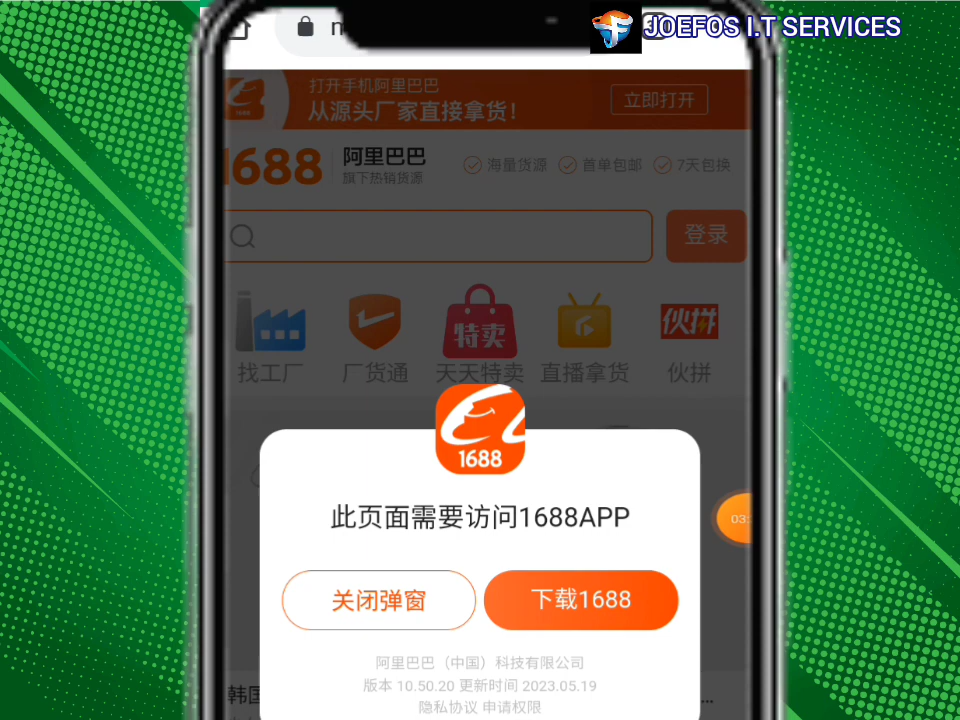 JOEFOS I.T SERVICES
打开手机阿里巴巴
从源头厂家直接拿货!
立即打开
1688
1688
阿里巴巴
旗下热销货源
海量货源
首单包邮
7天包换
登录
特卖
伙拼
找工厂
厂货通
天天特卖
直播拿货
伙拼
1688
此页面需要访问1688APP
03:
关闭弹窗
下载1688
阿里巴巴（中国）科技有限公司
版本 10.50.20 更新时间 2023.05.19
隐私协议 申请权限